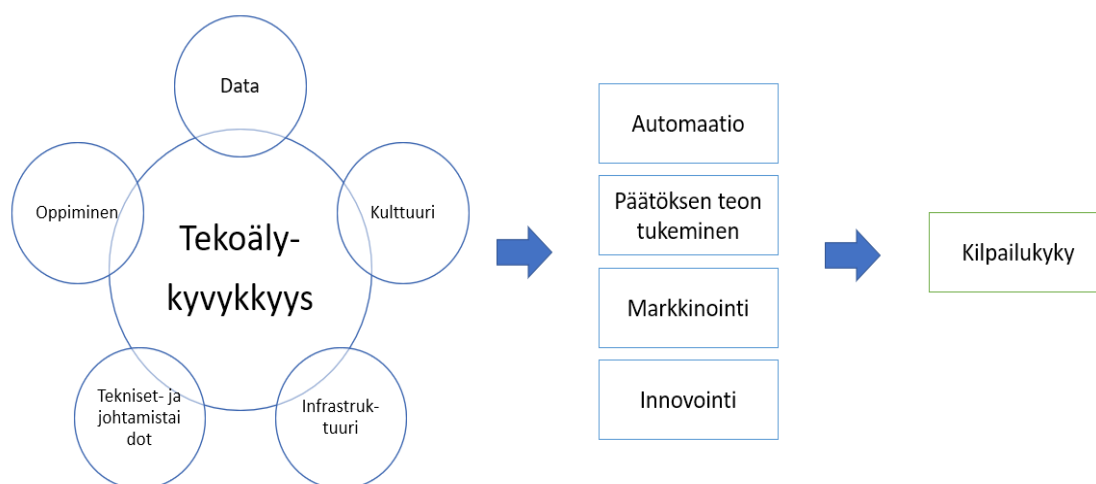 Data
Oppiminen
Kulttuuri
Tekoäly-
kyvykkyys
Tekniset- ja
johtamistai
dot
Infrastruk-
tuuri
Automaatio
Päätöksen teon
tukeminen
Markkinointi
Innovointi
Kilpailukyky